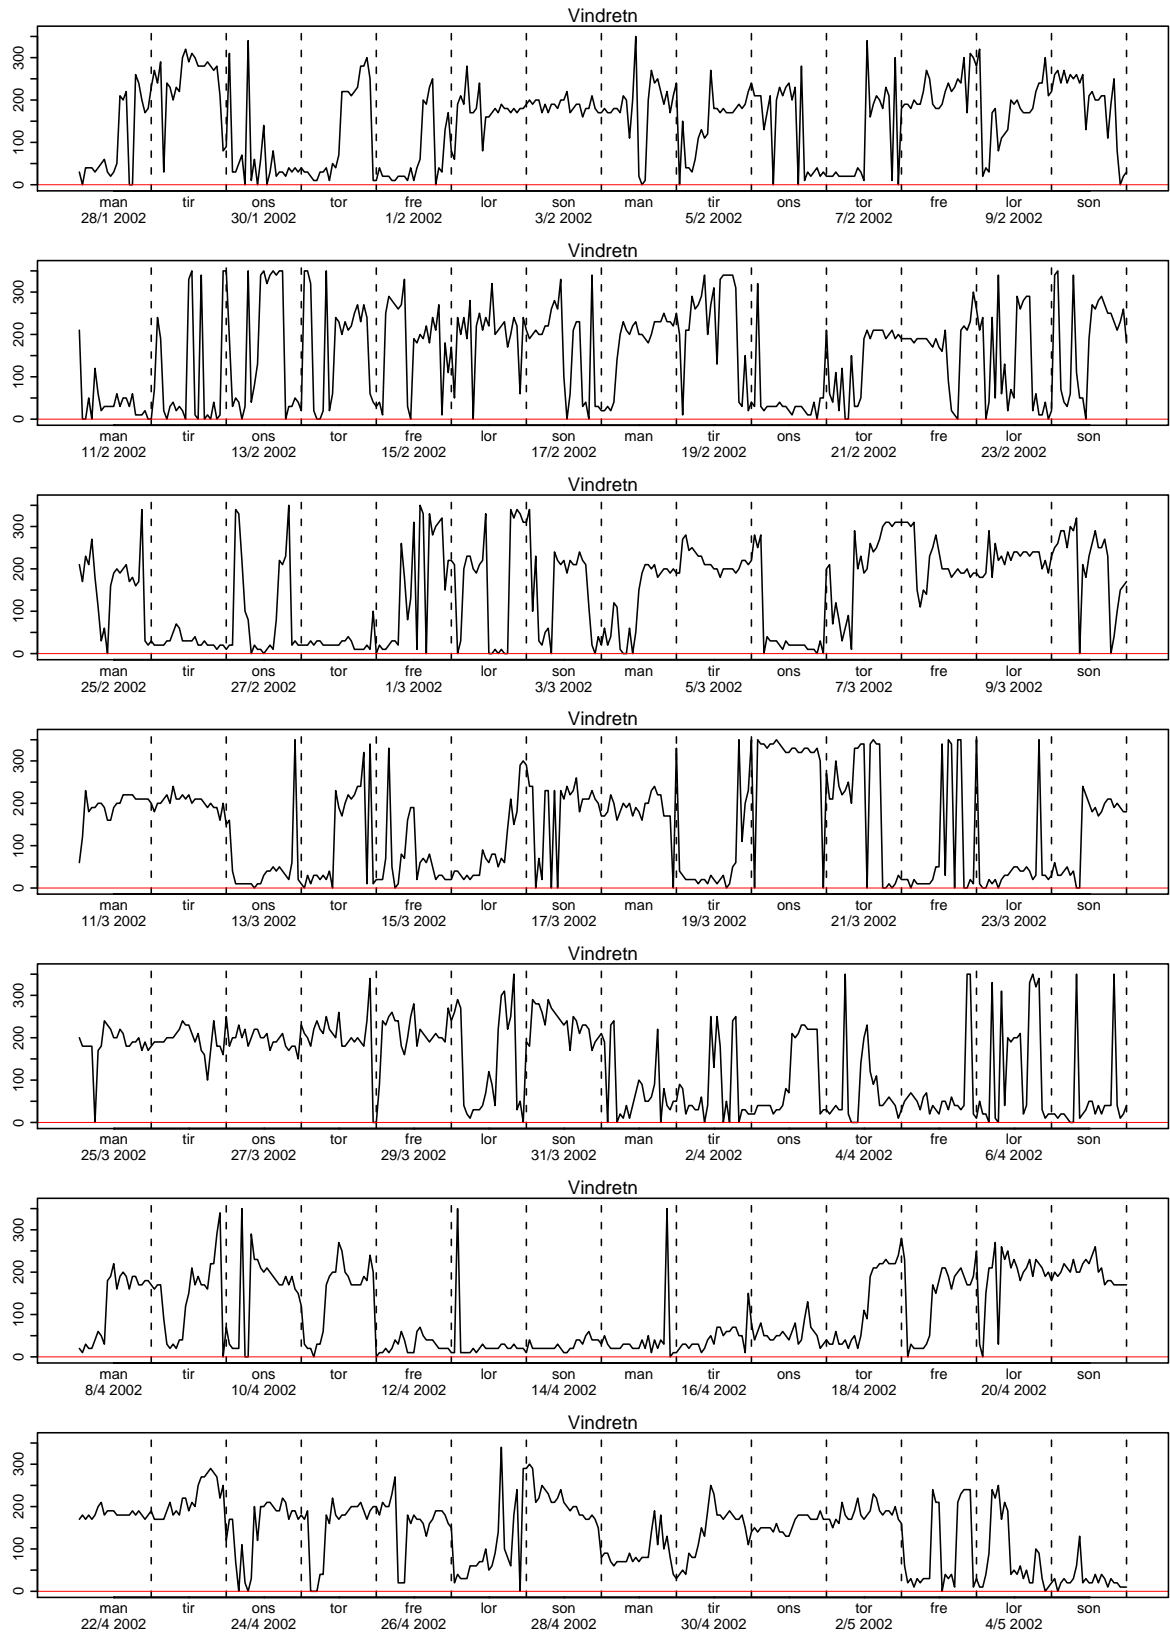 Vindretn
0 100 200 300
man tir ons tor fre lor son man tir ons tor fre lor son
28/1 2002 30/1 2002 1/2 2002 3/2 2002 5/2 2002 7/2 2002 9/2 2002
Vindretn
0 100 200 300
man tir ons tor fre lor son man tir ons tor fre lor son
11/2 2002 13/2 2002 15/2 2002 17/2 2002 19/2 2002 21/2 2002 23/2 2002
Vindretn
0 100 200 300
man tir ons tor fre lor son man tir ons tor fre lor son
25/2 2002 27/2 2002 1/3 2002 3/3 2002 5/3 2002 7/3 2002 9/3 2002
Vindretn
0 100 200 300
man tir ons tor fre lor son man tir ons tor fre lor son
11/3 2002 13/3 2002 15/3 2002 17/3 2002 19/3 2002 21/3 2002 23/3 2002
Vindretn
0 100 200 300
man tir ons tor fre lor son man tir ons tor fre lor son
25/3 2002 27/3 2002 29/3 2002 31/3 2002 2/4 2002 4/4 2002 6/4 2002
Vindretn
0 100 200 300
man tir ons tor fre lor son man tir ons tor fre lor son
8/4 2002 10/4 2002 12/4 2002 14/4 2002 16/4 2002 18/4 2002 20/4 2002
Vindretn
0 100 200 300
man tir ons tor fre lor son man tir ons tor fre lor son
22/4 2002 24/4 2002 26/4 2002 28/4 2002 30/4 2002 2/5 2002 4/5 2002